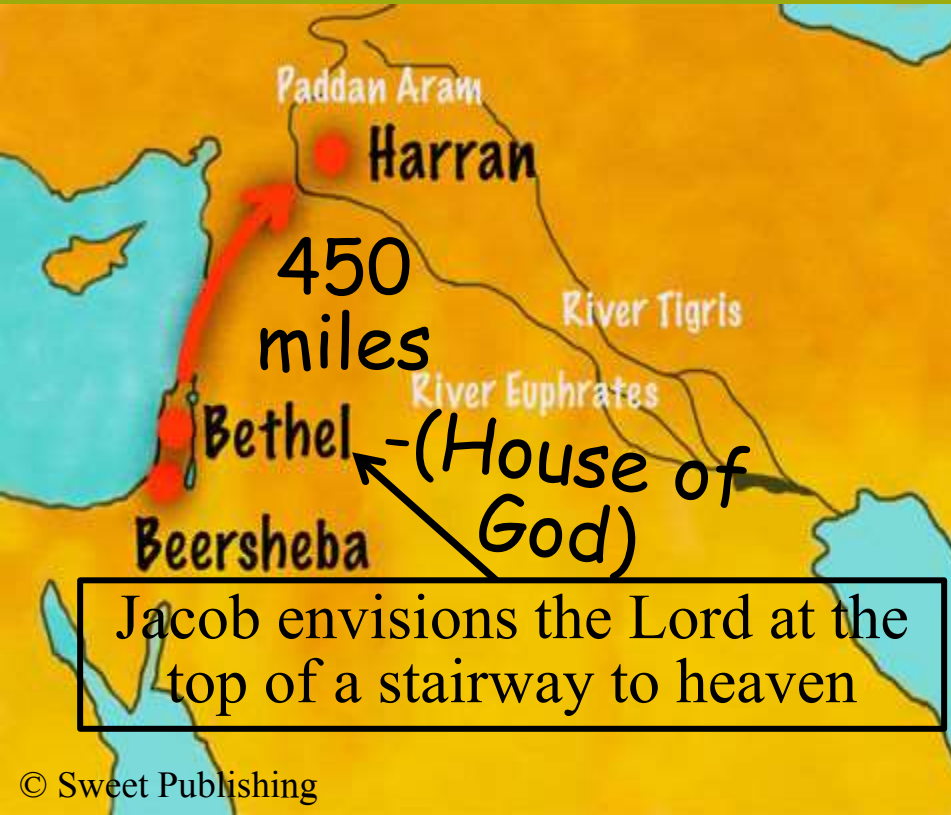 Paddan Aram
Harran
450
miles
River Tigris
River Euphrates
Bethel
-(House of
God)
Beersheba
Jacob envisions the Lord at the
top of a stairway to heaven
© Sweet Publishing